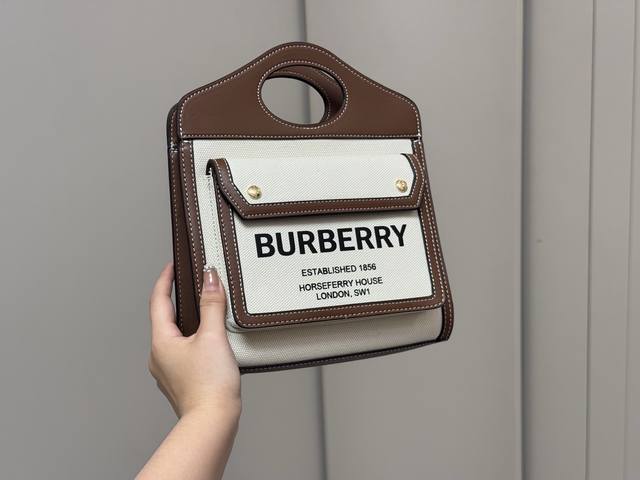 BURBERRY
ESTABLISHED 1856
HORSEFERRY HOUSE
LONDON, SW1